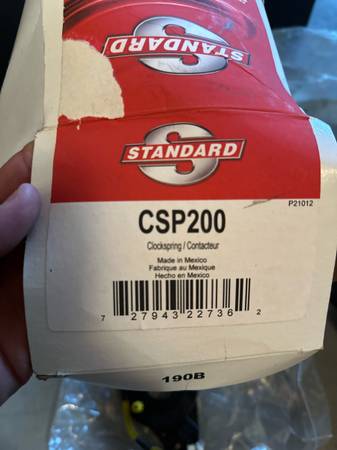 STANDARD
S
STANDARD
S
P21012
CSP200
Clockspring / Contacteur
Made in Mexico
Fabrique au Mexique
Hecho en Mexico
7 27943 22736 2
190B